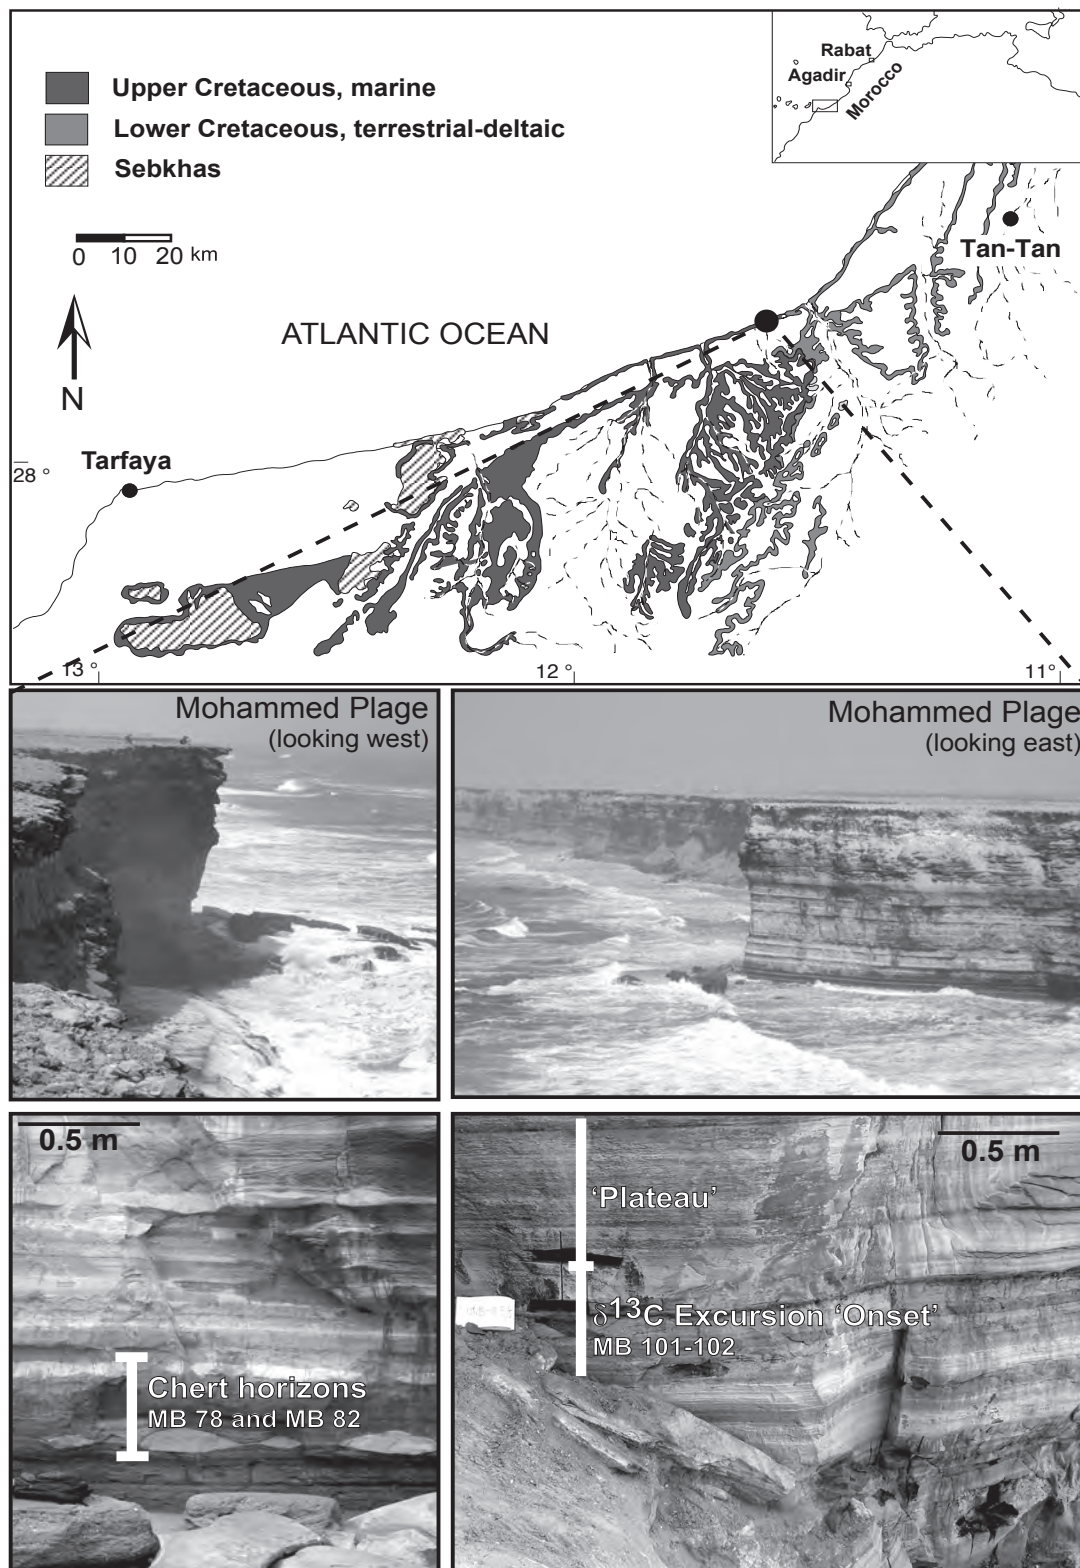 Rabat
Agadir
Morocco
Upper Cretaceous, marine
Lower Cretaceous, terrestrial-deltaic
Sebkhas
0 10 20 km
N
ATLANTIC OCEAN
Tan-Tan
Tarfaya
28 °
13 °
12 °
11°
Mohammed Plage
(looking west)
Mohammed Plage
(looking east)
0.5 m
Chert horizons
MB 78 and MB 82
0.5 m
'Plateau'
δ13C Excursion 'Onset'
MB 101-102